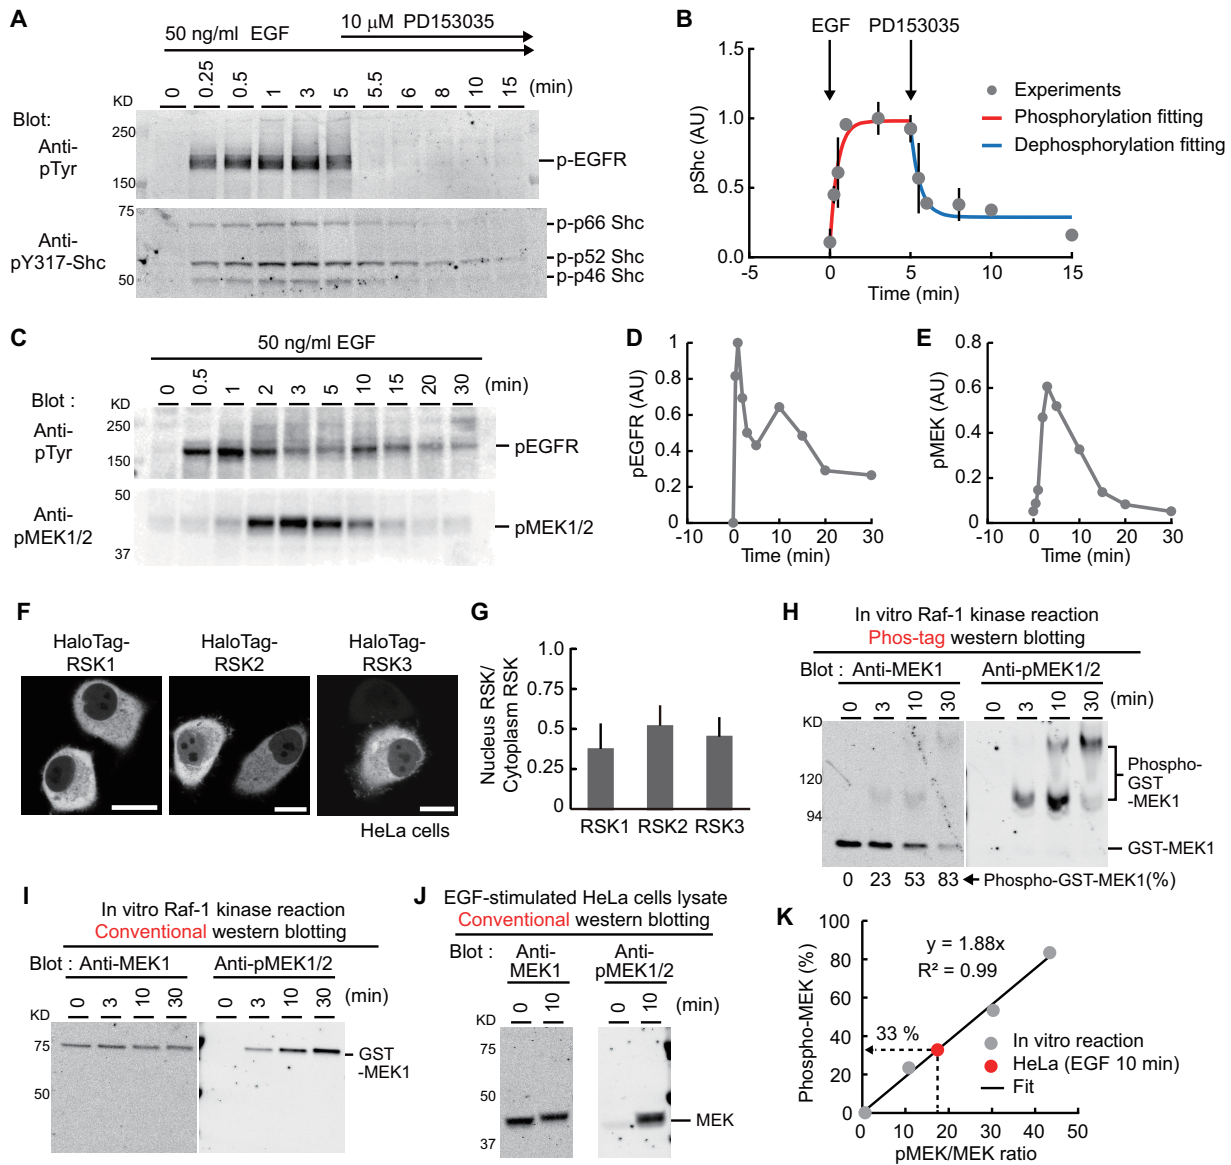 A
10 μM PD153035
50 ng/ml EGF
0 0.25 0.5 1 3 5 5.5 6 8 10 15 (min)
KD
Blot:
Anti-
pTyr
250
150
p-EGFR
75
50
Anti-
pY317-Shc
p-p66 Shc
p-p52 Shc
p-p46 Shc
B
EGF PD153035
1.5
1.0
0.5
0.0
pShc (AU)
-5 0 5 10 15
Time (min)
Experiments
Phosphorylation fitting
Dephosphorylation fitting
C
50 ng/ml EGF
0 0.5 1 2 3 5 10 15 20 30 (min)
Blot :
KD
Anti-
pTyr
250
150
pEGFR
Anti-
pMEK1/2
50
37
pMEK1/2
D
pEGFR (AU)
1
0.8
0.6
0.4
0.2
0
-10 0 10 20 30
Time (min)
E
pMEK (AU)
0.8
0.6
0.4
0.2
0
-10 0 10 20 30
Time (min)
F
HaloTag-
RSK1
HaloTag-
RSK2
HaloTag-
RSK3
HeLa cells
G
Nucleus RSK/
Cytoplasm RSK
1.0
0.75
0.5
0.25
0
RSK1 RSK2 RSK3
H
In vitro Raf-1 kinase reaction
Phos-tag western blotting
Blot : Anti-MEK1 Anti-pMEK1/2
0 3 10 30 0 3 10 30 (min)
KD
120
94
Phospho-
GST
-MEK1
GST-MEK1
0 23 53 83 Phospho-GST-MEK1(%)
I
In vitro Raf-1 kinase reaction
Conventional western blotting
Blot : Anti-MEK1 Anti-pMEK1/2
0 3 10 30 0 3 10 30 (min)
KD
75
50
GST
-MEK1
J
EGF-stimulated HeLa cells lysate
Conventional western blotting
Blot : Anti-
MEK1
Anti-
pMEK1/2
0 10 0 10 (min)
KD
75
50
37
MEK
K
Phospho-MEK (%)
100
80
60
40
20
0
y = 1.88x
R² = 0.99
33 %
In vitro reaction
HeLa (EGF 10 min)
Fit
0 10 20 30 40 50
pMEK/MEK ratio